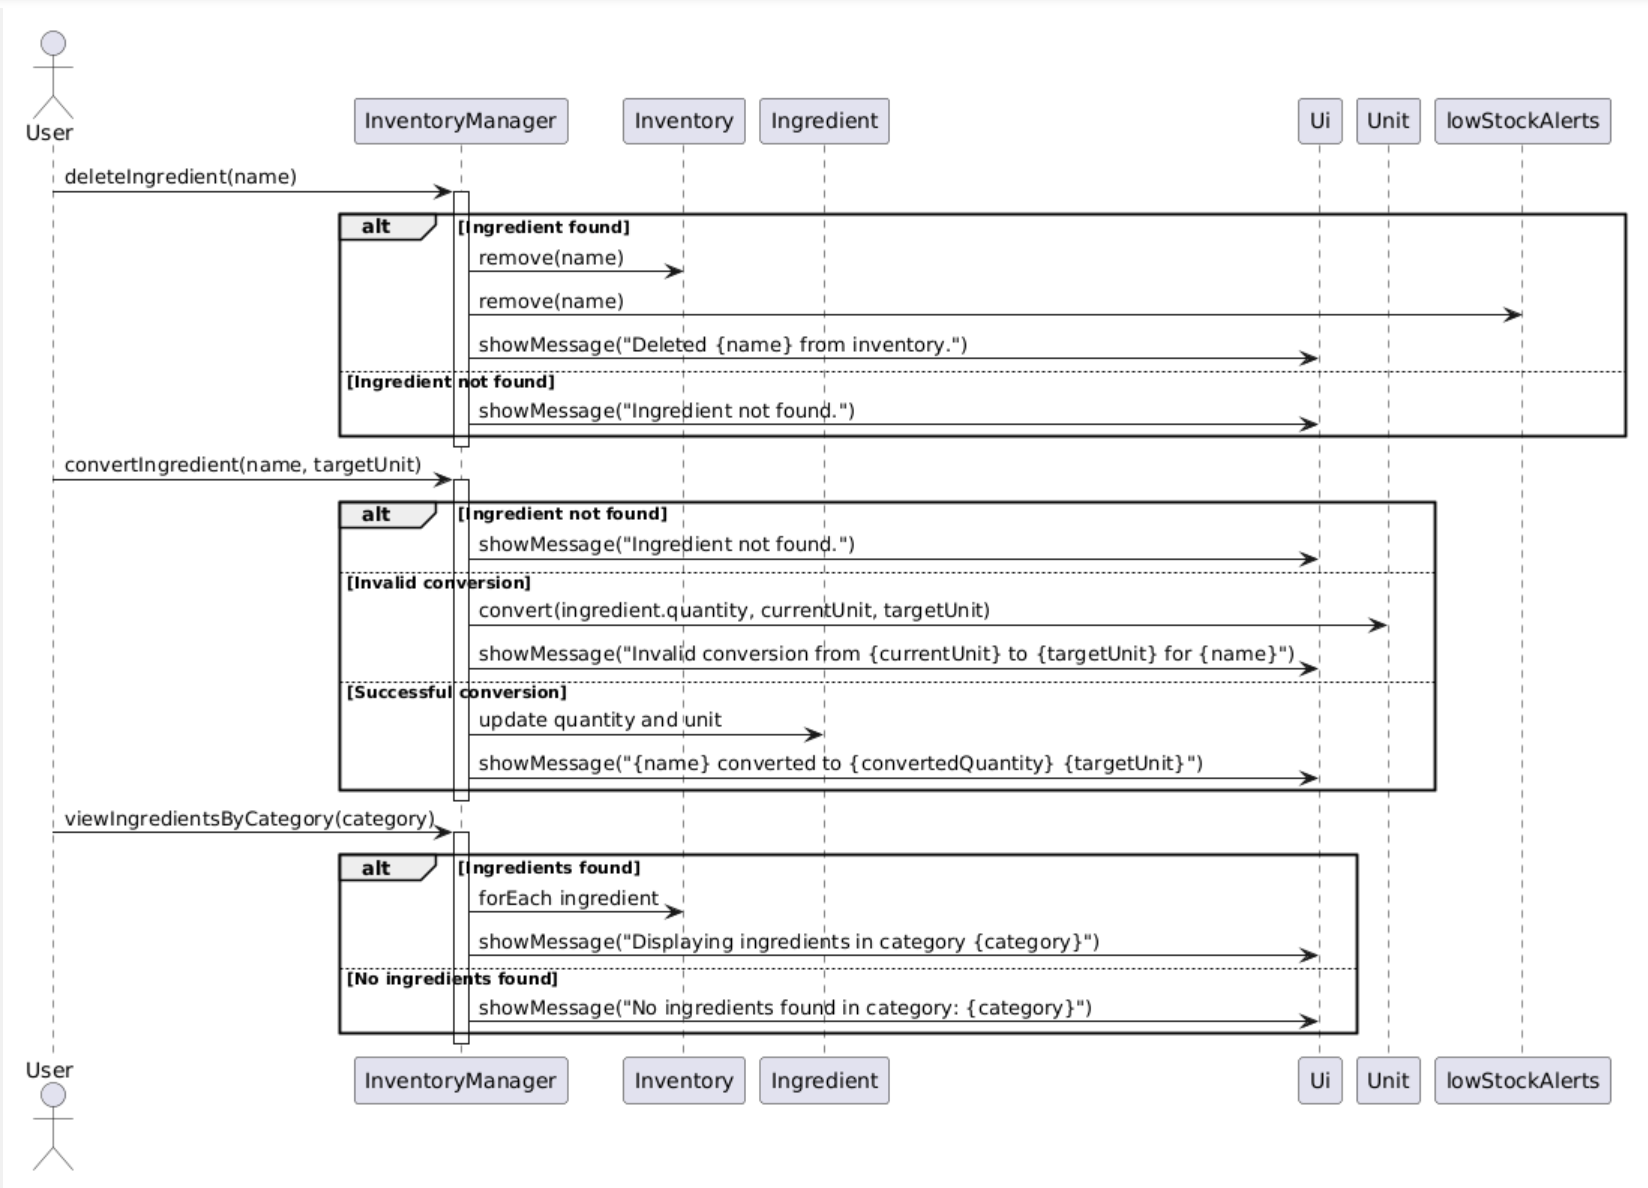 User
InventoryManager
Inventory
Ingredient
Ui
Unit
lowStockAlerts
deleteIngredient(name)
alt
[Ingredient found]
remove(name)
remove(name)
showMessage("Deleted {name} from inventory.")
[Ingredient not found]
showMessage("Ingredient not found.")
convertIngredient(name, targetUnit)
alt
[Ingredient not found]
showMessage("Ingredient not found.")
[Invalid conversion]
convert(ingredient.quantity, currentUnit, targetUnit)
showMessage("Invalid conversion from {currentUnit} to {targetUnit} for {name}")
[Successful conversion]
update quantity and unit
showMessage("{name} converted to {convertedQuantity} {targetUnit}")
viewIngredientsByCategory(category)
alt
[Ingredients found]
forEach ingredient
showMessage("Displaying ingredients in category {category}")
[No ingredients found]
showMessage("No ingredients found in category: {category}")
User
InventoryManager
Inventory
Ingredient
Ui
Unit
lowStockAlerts